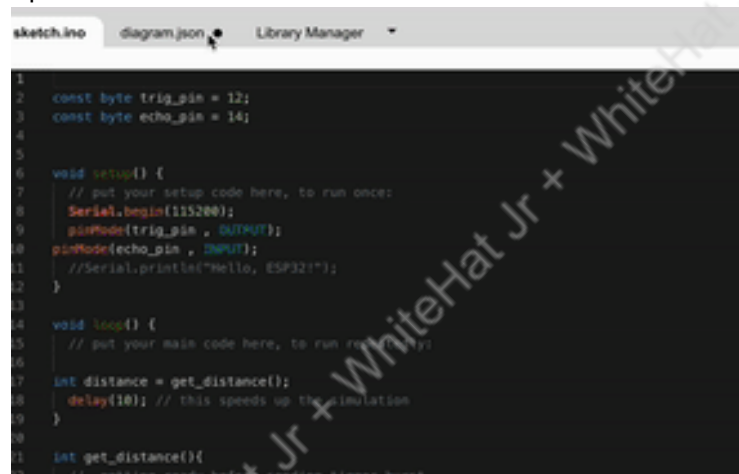 sketch.ino diagram.json Library Manager
1
2 const byte trig_pin = 12;
3 const byte echo_pin = 14;
4
5
6 void setup() {
7 // put your setup code here, to run once:
8 Serial.begin(115200);
9 pinMode(trig_pin , OUTPUT);
10 pinMode(echo_pin , INPUT);
11 //Serial.println("Hello, ESP32!");
12 }
13
14 void loop() {
15 // put your main code here, to run repeatedly:
16
17 int distance = get_distance();
18 delay(10); // this speeds up the simulation
19 }
20
21 int get_distance(){
Jr + WhiteHat Jr + WhiteHat